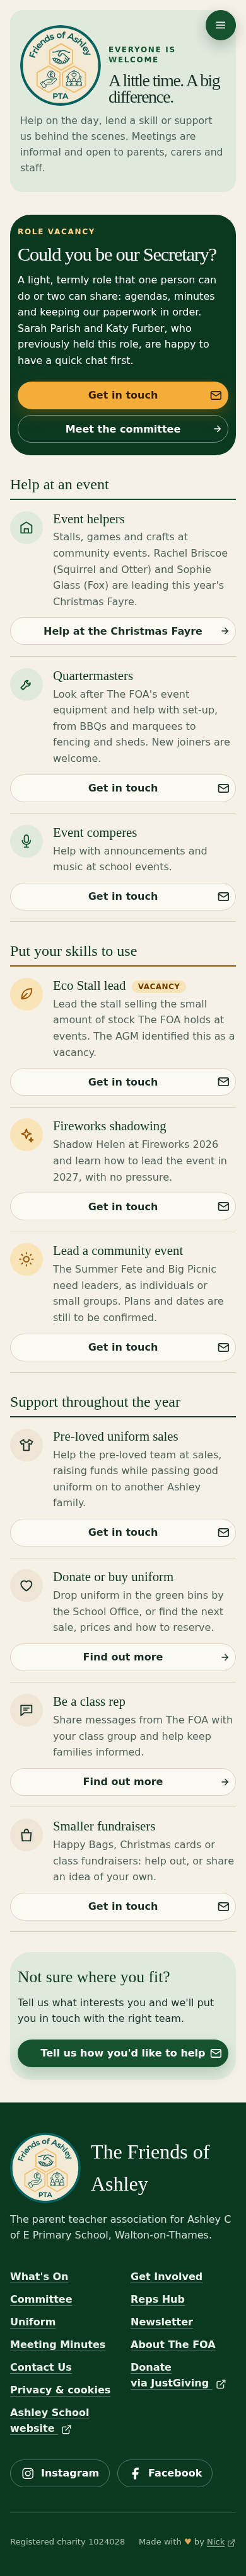 Friends of Ashley
PTA
EVERYONE IS
WELCOME
A little time. A big
difference.
Help on the day, lend a skill or support
us behind the scenes. Meetings are
informal and open to parents, carers and
staff.
ROLE VACANCY
Could you be our Secretary?
A light, termly role that one person can
do or two can share: agendas, minutes
and keeping our paperwork in order.
Sarah Parish and Katy Furber, who
previously held this role, are happy to
have a quick chat first.
Get in touch
Meet the committee
Help at an event
Event helpers
Stalls, games and crafts at
community events. Rachel Briscoe
(Squirrel and Otter) and Sophie
Glass (Fox) are leading this year's
Christmas Fayre.
Help at the Christmas Fayre
Quartermasters
Look after The FOA's event
equipment and help with set-up,
from BBQs and marquees to
fencing and sheds. New joiners are
welcome.
Get in touch
Event comperes
Help with announcements and
music at school events.
Get in touch
Put your skills to use
Eco Stall lead VACANCY
Lead the stall selling the small
amount of stock The FOA holds at
events. The AGM identified this as a
vacancy.
Get in touch
Fireworks shadowing
Shadow Helen at Fireworks 2026
and learn how to lead the event in
2027, with no pressure.
Get in touch
Lead a community event
The Summer Fete and Big Picnic
need leaders, as individuals or
small groups. Plans and dates are
still to be confirmed.
Get in touch
Support throughout the year
Pre-loved uniform sales
Help the pre-loved team at sales,
raising funds while passing good
uniform on to another Ashley
family.
Get in touch
Donate or buy uniform
Drop uniform in the green bins by
the School Office, or find the next
sale, prices and how to reserve.
Find out more
Be a class rep
Share messages from The FOA with
your class group and help keep
families informed.
Find out more
Smaller fundraisers
Happy Bags, Christmas cards or
class fundraisers: help out, or share
an idea of your own.
Get in touch
Not sure where you fit?
Tell us what interests you and we'll put
you in touch with the right team.
Tell us how you'd like to help
Friends of Ashley
PTA
The Friends of
Ashley
The parent teacher association for Ashley C
of E Primary School, Walton-on-Thames.
What's On
Get Involved
Committee
Reps Hub
Uniform
Newsletter
Meeting Minutes
About The FOA
Contact Us
Donate
via JustGiving
Privacy & cookies
Ashley School
website
Instagram
Facebook
Registered charity 1024028
Made with ♥ by Nick